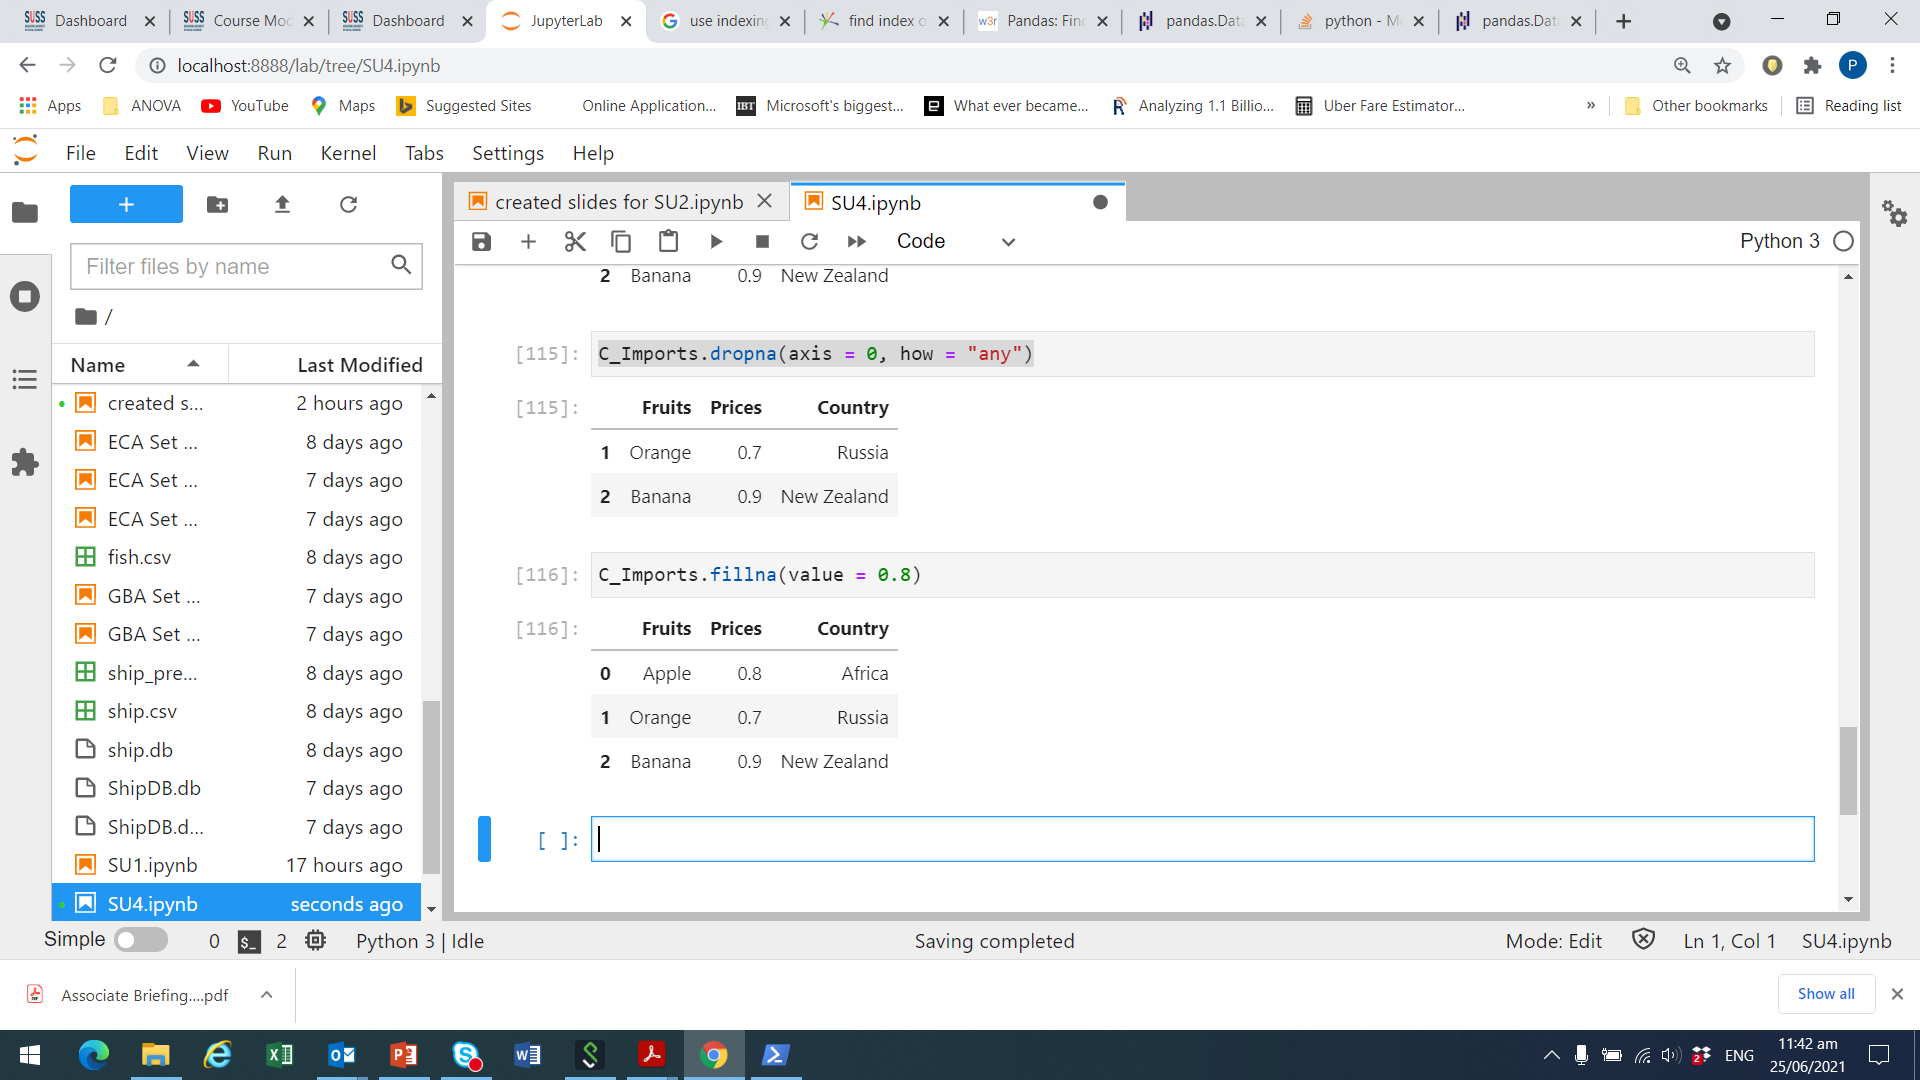 Dashboard
Course Moc
Dashboard
JupyterLab
use indexin
find index o
w3r Pandas: Find
pandas.Data
python - M
pandas.Data
localhost:8888/lab/tree/SU4.ipynb
P
Apps
ANOVA
YouTube
Maps
Suggested Sites
Online Application...
IBT Microsoft's biggest...
What ever became...
Analyzing 1.1 Billio...
Uber Fare Estimator...
»
Other bookmarks
Reading list
File Edit View Run Kernel Tabs Settings Help
created slides for SU2.ipynb
SU4.ipynb
Code
Python 3
Filter files by name
/
Name Last Modified
created s... 2 hours ago
ECA Set ... 8 days ago
ECA Set ... 7 days ago
ECA Set ... 7 days ago
fish.csv 8 days ago
GBA Set ... 7 days ago
GBA Set ... 7 days ago
ship_pre... 8 days ago
ship.csv 8 days ago
ship.db 8 days ago
ShipDB.db 7 days ago
ShipDB.d... 7 days ago
SU1.ipynb 17 hours ago
SU4.ipynb seconds ago
2 Banana 0.9 New Zealand
[115]: C_Imports.dropna(axis = 0, how = "any")
[115]: Fruits Prices Country
1 Orange 0.7 Russia
2 Banana 0.9 New Zealand
[116]: C_Imports.fillna(value = 0.8)
[116]: Fruits Prices Country
0 Apple 0.8 Africa
1 Orange 0.7 Russia
2 Banana 0.9 New Zealand
[ ]:
Simple 0 $_ 2 Python 3 | Idle
Saving completed
Mode: Edit Ln 1, Col 1 SU4.ipynb
Associate Briefing....pdf
Show all
ENG
11:42 am
25/06/2021